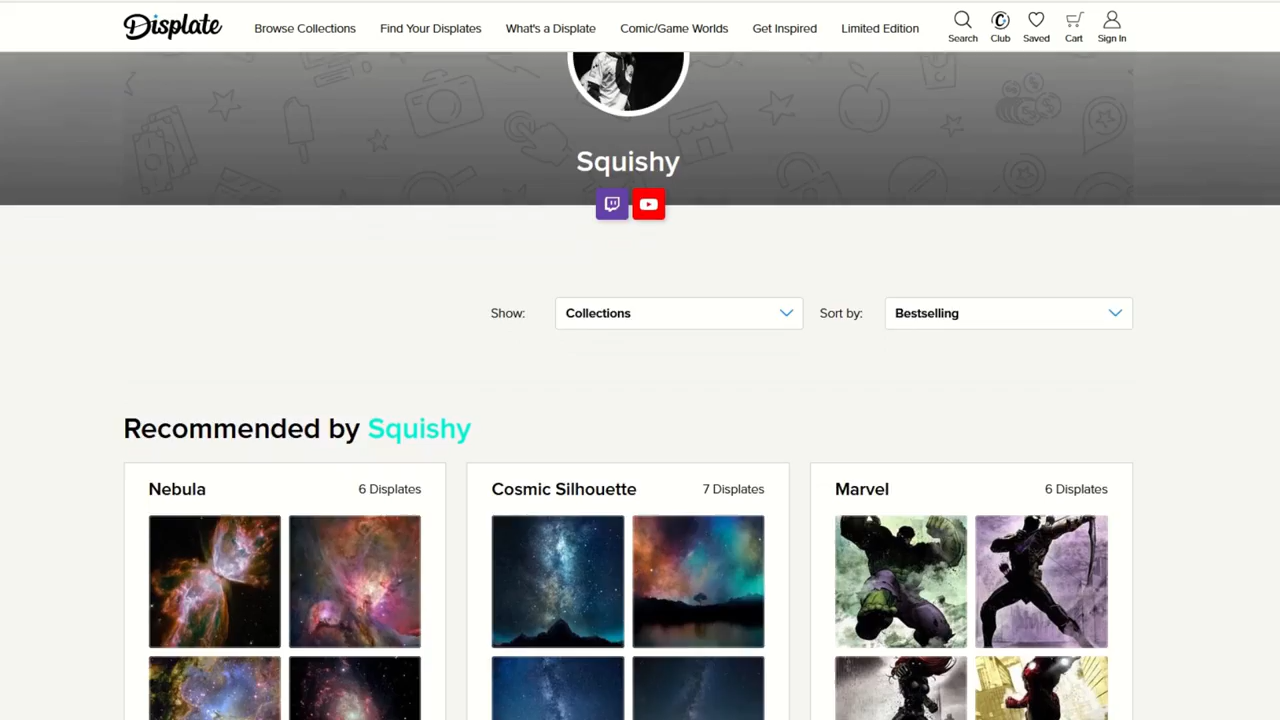 Displate Browse Collections Find Your Displates What's a Displate Comic/Game Worlds Get Inspired Limited Edition Search Club Saved Cart Sign In
Squishy
Show: Collections Sort by: Bestselling
Recommended by Squishy
Nebula 6 Displates Cosmic Silhouette 7 Displates Marvel 6 Displates